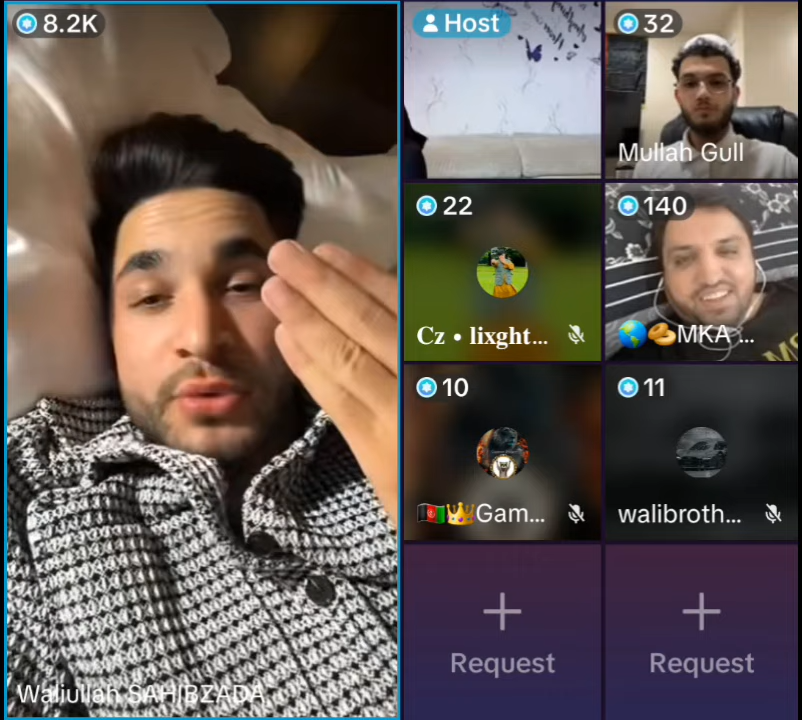 8.2K
Waliullah SAHIBZADA
Host
32
Mullah Gull
22
Cz • lixght...
140
🌎🥯MKA ...
10
🇦🇫👑Gam...
11
walibroth...
Request
Request